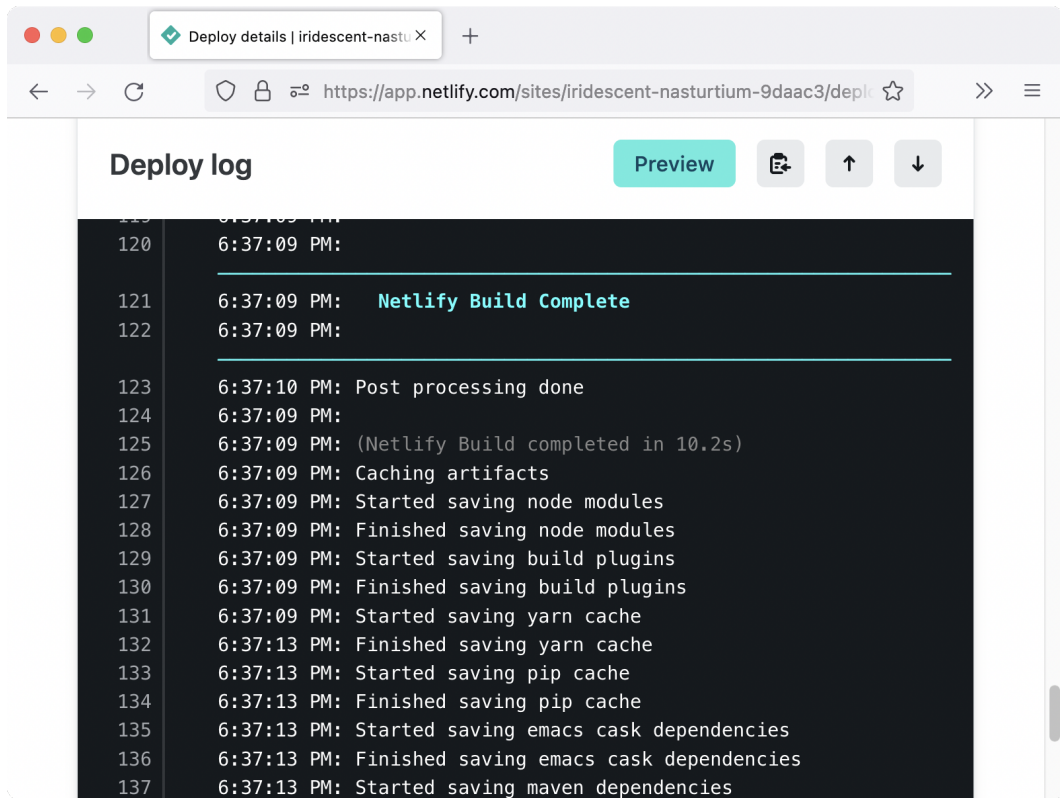 Deploy details | iridescent-nastu
https://app.netlify.com/sites/iridescent-nasturtium-9daac3/deplo
Deploy log
Preview
119 6:37:09 PM:
120 6:37:09 PM:
121 6:37:09 PM: Netlify Build Complete
122 6:37:09 PM:
123 6:37:10 PM: Post processing done
124 6:37:09 PM:
125 6:37:09 PM: (Netlify Build completed in 10.2s)
126 6:37:09 PM: Caching artifacts
127 6:37:09 PM: Started saving node modules
128 6:37:09 PM: Finished saving node modules
129 6:37:09 PM: Started saving build plugins
130 6:37:09 PM: Finished saving build plugins
131 6:37:09 PM: Started saving yarn cache
132 6:37:13 PM: Finished saving yarn cache
133 6:37:13 PM: Started saving pip cache
134 6:37:13 PM: Finished saving pip cache
135 6:37:13 PM: Started saving emacs cask dependencies
136 6:37:13 PM: Finished saving emacs cask dependencies
137 6:37:13 PM: Started saving maven dependencies